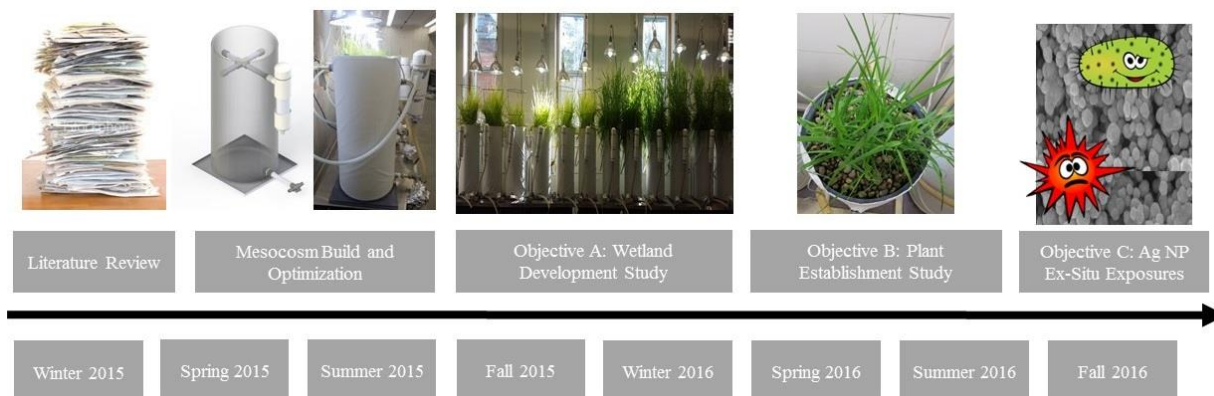 Literature Review
Mesocosm Build and
Optimization
Objective A: Wetland
Development Study
Objective B: Plant
Establishment Study
Objective C: Ag NP
Ex-Situ Exposures
Winter 2015
Spring 2015
Summer 2015
Fall 2015
Winter 2016
Spring 2016
Summer 2016
Fall 2016